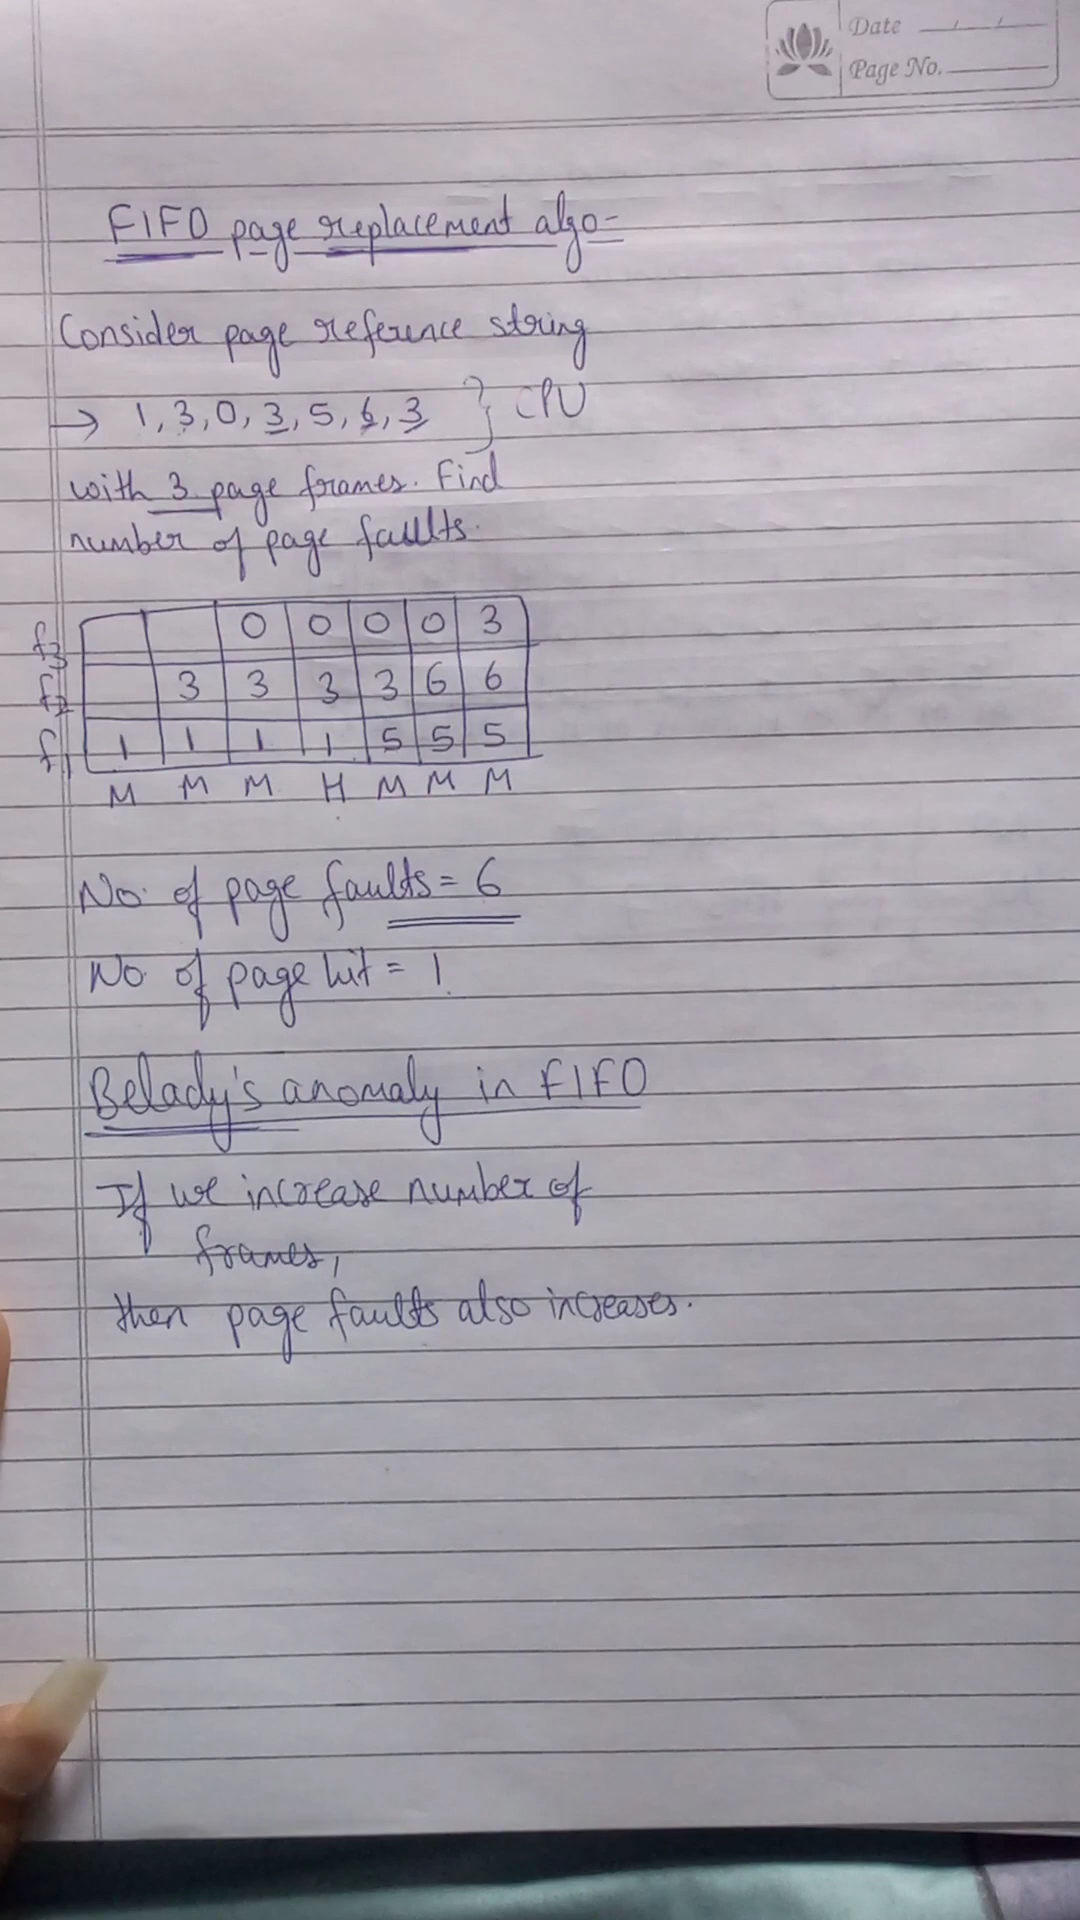 Date
Page No.
FIFO page replacement algo-
Consider page reference string
→ 1, 3, 0, 3, 5, 6, 3 } CPU
with 3 page frames. Find
number of page faults.
f3 0 0 0 0 3
f2 3 3 3 3 6 6
f1 1 1 1 1 5 5 5
M M M H M M M
No. of page faults = 6
No. of page hit = 1
Belady's anomaly in FIFO
If we increase number of
frames,
then page faults also increases.